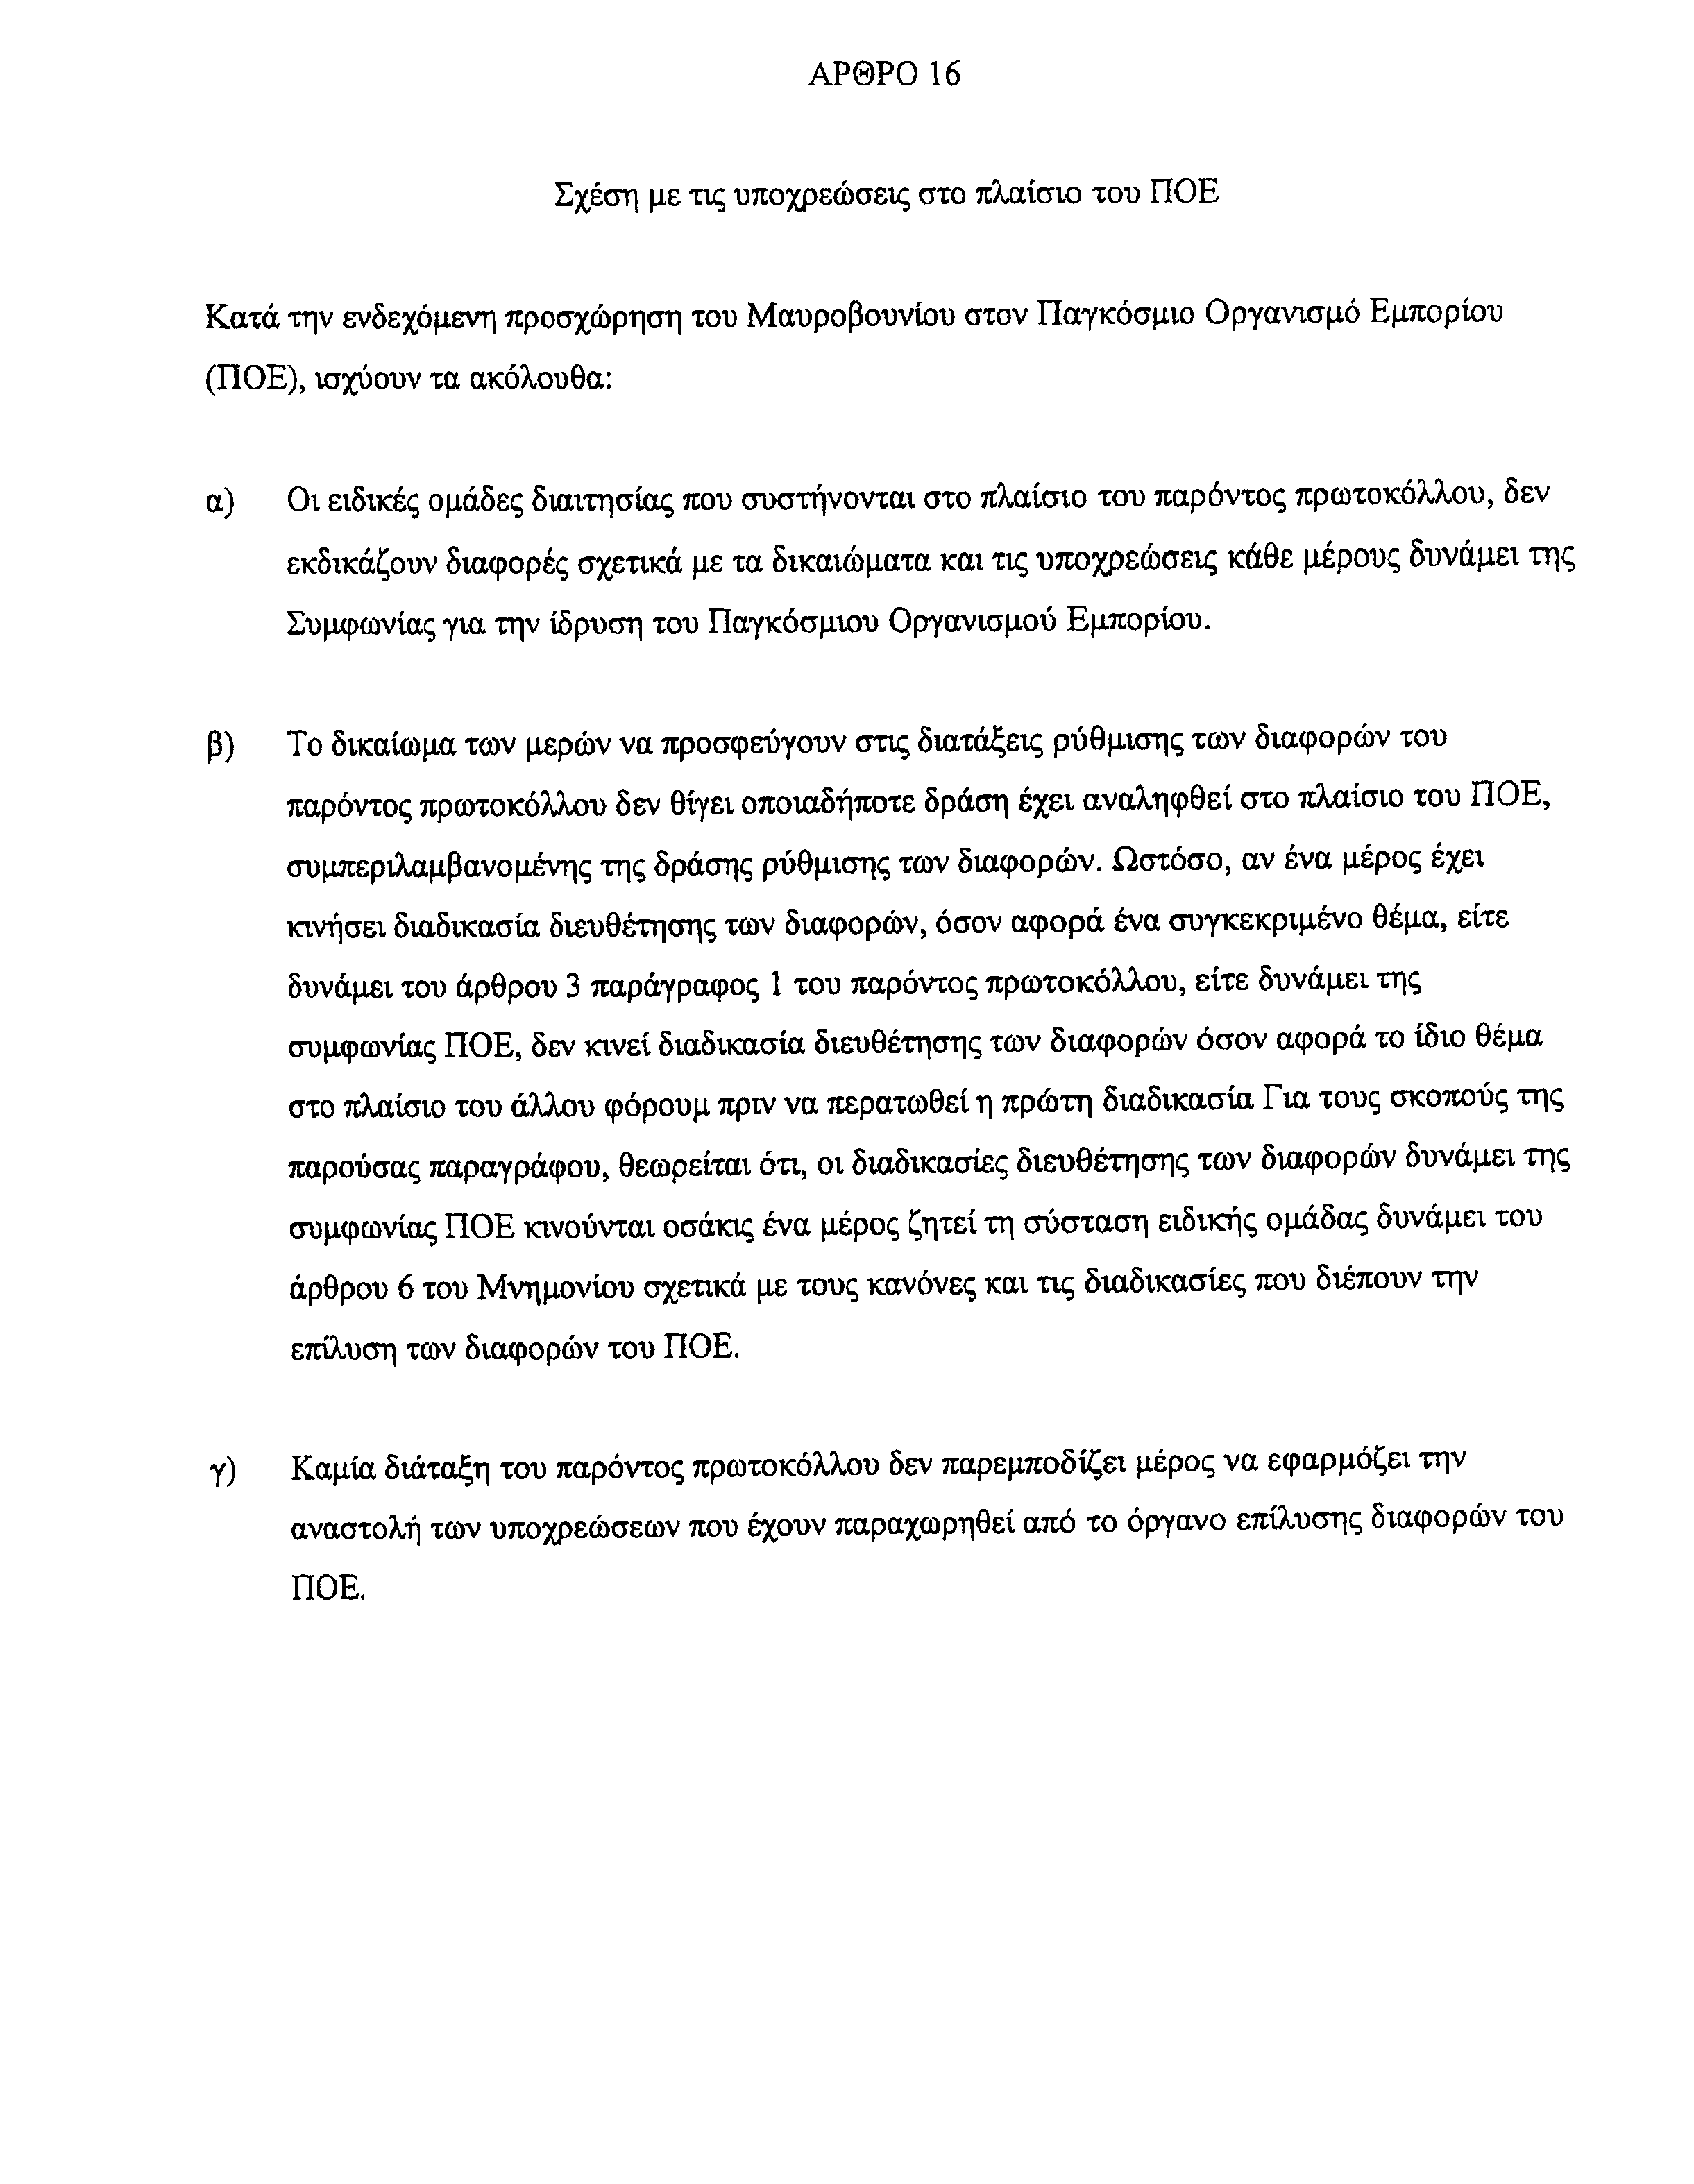 ΑΡΘΡΟ 16
Σχέση με τις υποχρεώσεις στο πλαίσιο του ΠΟΕ
Κατά την ενδεχόμενη προσχώρηση του Μαυροβουνίου στον Παγκόσμιο Οργανισμό Εμπορίου
(ΠΟΕ), ισχύουν τα ακόλουθα:
α) Οι ειδικές ομάδες διαιτησίας που συστήνονται στο πλαίσιο του παρόντος πρωτοκόλλου, δεν
εκδικάζουν διαφορές σχετικά με τα δικαιώματα και τις υποχρεώσεις κάθε μέρους δυνάμει της
Συμφωνίας για την ίδρυση του Παγκόσμιου Οργανισμού Εμπορίου.
β) Το δικαίωμα των μερών να προσφεύγουν στις διατάξεις ρύθμισης των διαφορών του
παρόντος πρωτοκόλλου δεν θίγει οποιαδήποτε δράση έχει αναληφθεί στο πλαίσιο του ΠΟΕ,
συμπεριλαμβανομένης της δράσης ρύθμισης των διαφορών. Ωστόσο, αν ένα μέρος έχει
κινήσει διαδικασία διευθέτησης των διαφορών, όσον αφορά ένα συγκεκριμένο θέμα, είτε
δυνάμει του άρθρου 3 παράγραφος 1 του παρόντος πρωτοκόλλου, είτε δυνάμει της
συμφωνίας ΠΟΕ, δεν κινεί διαδικασία διευθέτησης των διαφορών όσον αφορά το ίδιο θέμα
στο πλαίσιο του άλλου φόρουμ πριν να περατωθεί η πρώτη διαδικασία Για τους σκοπούς της
παρούσας παραγράφου, θεωρείται ότι, οι διαδικασίες διευθέτησης των διαφορών δυνάμει της
συμφωνίας ΠΟΕ κινούνται οσάκις ένα μέρος ζητεί τη σύσταση ειδικής ομάδας δυνάμει του
άρθρου 6 του Μνημονίου σχετικά με τους κανόνες και τις διαδικασίες που διέπουν την
επίλυση των διαφορών του ΠΟΕ.
γ) Καμία διάταξη του παρόντος πρωτοκόλλου δεν παρεμποδίζει μέρος να εφαρμόζει την
αναστολή των υποχρεώσεων που έχουν παραχωρηθεί από το όργανο επίλυσης διαφορών του
ΠΟΕ.